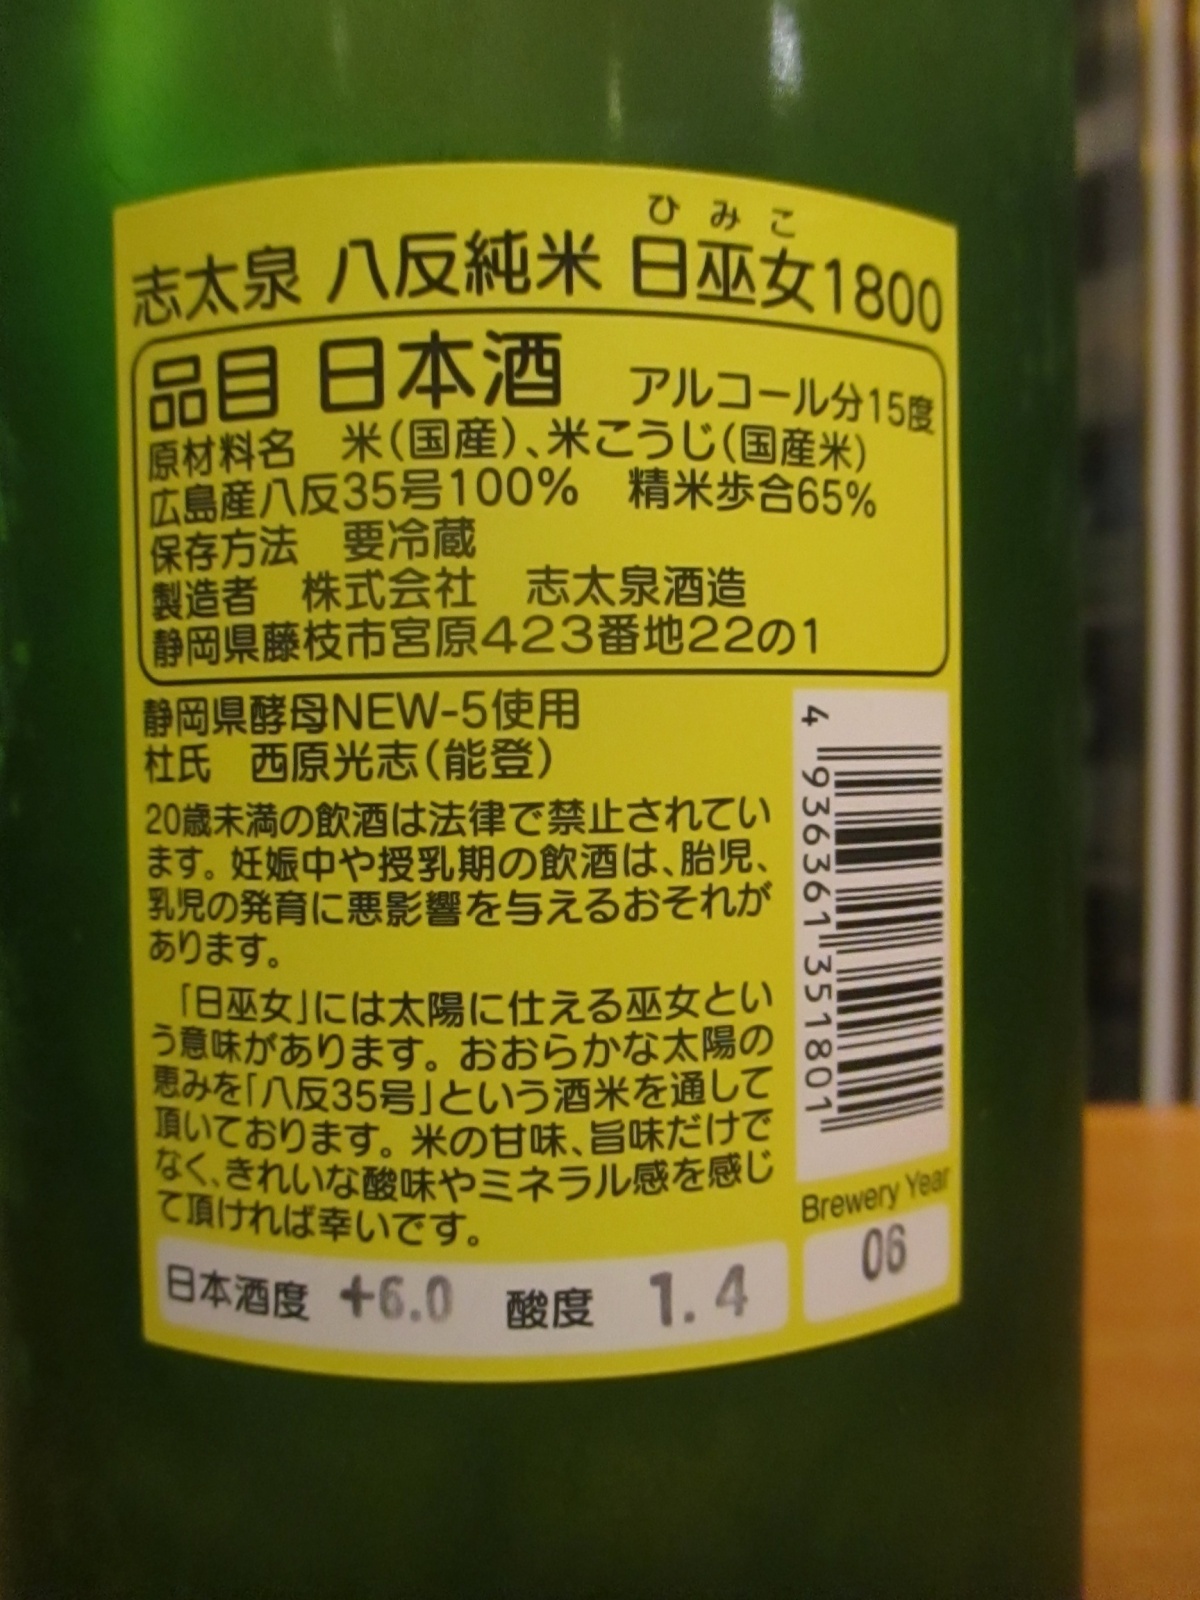 ひみこ
志太泉 八反純米 日巫女1800
品目 日本酒 アルコール分15度
原材料名 米(国産)、米こうじ(国産米)
広島産八反35号100% 精米歩合65%
保存方法 要冷蔵
製造者 株式会社 志太泉酒造
静岡県藤枝市宮原423番地22の1
静岡県酵母NEW-5使用
杜氏 西原光志(能登)
20歳未満の飲酒は法律で禁止されてい
ます。妊娠中や授乳期の飲酒は、胎児、
乳児の発育に悪影響を与えるおそれが
あります。
「日巫女」には太陽に仕える巫女とい
う意味があります。おおらかな太陽の
恵みを「八反35号」という酒米を通して
頂いております。米の甘味、旨味だけで
なく、きれいな酸味やミネラル感を感じ
て頂ければ幸いです。
4 936361 351801
Brewery Year
06
日本酒度 +6.0 酸度 1.4